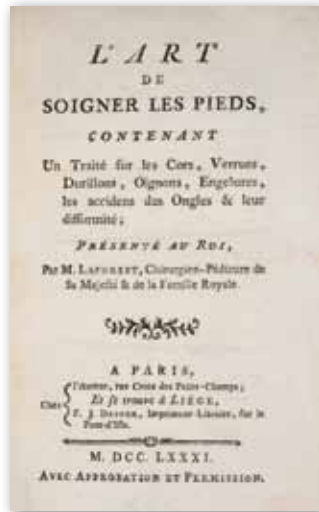 L'ART
DE
SOIGNER LES PIEDS,
CONTENANT
Un Traité sur les Cors, Verrues,
Durillons, Oignons, Engelures,
les accidens des Ongles & leur
difformité;
PRÉSENTÉ AU ROI,
Par M. LAFOREST, Chirurgien-Pédicure de
Sa Majesté & de la Famille Royale.
A PARIS,
Chez
l'Auteur, rue Croix des Petits-Champs;
Et se trouve à LIÈGE,
F. J. DESOER, Imprimeur-Libraire, sur le
Pont-d'Isle.
M. DCC. LXXXI.
AVEC APPROBATION ET PERMISSION.